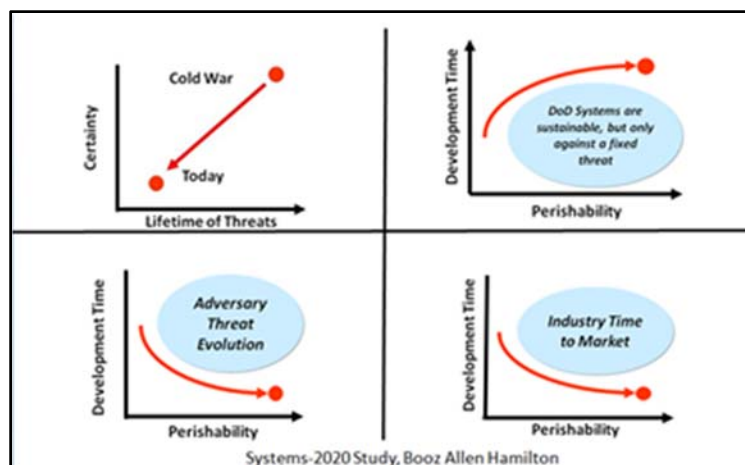 Cold War
Certainty
Today
Lifetime of Threats
Development Time
DoD Systems are
sustainable, but only
against a fixed
threat
Perishability
Development Time
Adversary
Threat
Evolution
Perishability
Development Time
Industry Time
to Market
Perishability
Systems-2020 Study, Booz Allen Hamilton